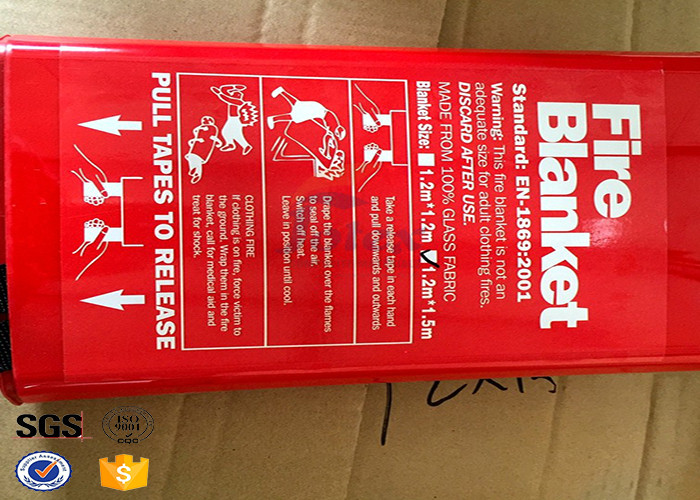 Fire
Blanket
Standard: EN-1869:2001
Warning: This fire blanket is not an
adequate size for adult clothing fires.
DISCARD AFTER USE.
MADE FROM 100% GLASS FABRIC
Blanket Size: 1.2m*1.2m 1.2m*1.5m
Take a release tape in each hand
and pull downwards and outwards
Drape the blanket over the flames
to seal off the air.
Switch off heat.
Leave in position until cool.
CLOTHING FIRE
If clothing is on fire, force victim to
the ground. Wrap them in the fire
blanket, call for medical aid and
treat for shock.
PULL TAPES TO RELEASE
SGS
ISO
9001
Supplier Assessment
$